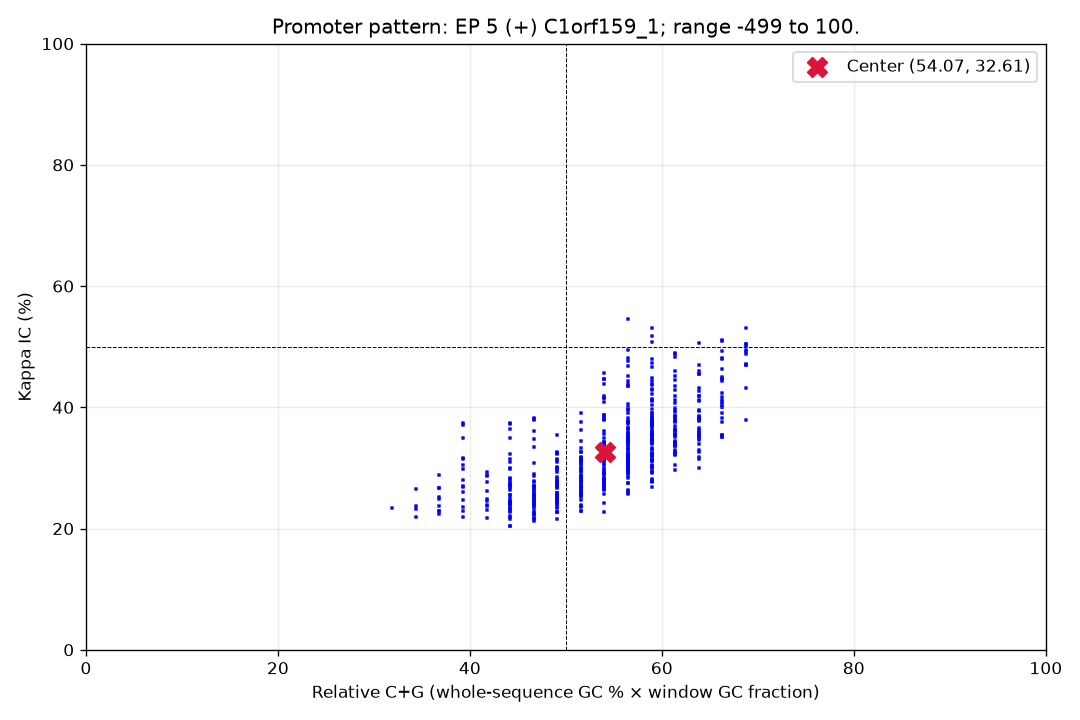 Promoter pattern: EP 5 (+) C1orf159_1; range -499 to 100.
Center (54.07, 32.61)
100
80
60
40
20
0
Kappa IC (%)
0 20 40 60 80 100
Relative C+G (whole-sequence GC % × window GC fraction)